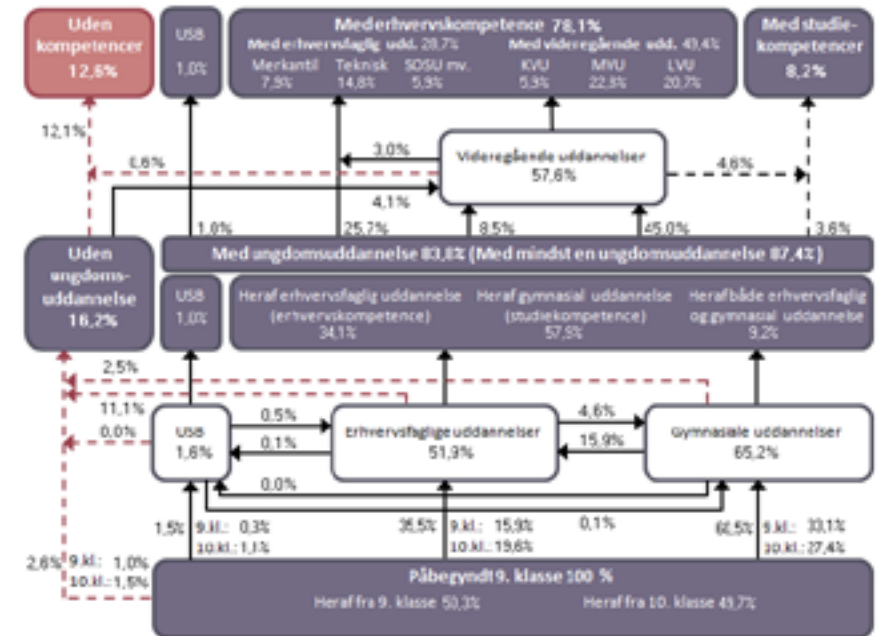 Uden
kompetencer
12,6%
USB
1,0%
Med erhvervskompetence 78,1%
Med erhvervsfaglig udd. 28,7%
Med videregående udd. 49,4%
Merkantil
7,9%
Teknisk
14,8%
SOSU mv.
5,9%
KVU
5,9%
MVU
22,8%
LVU
20,7%
Med studie-
kompetencer
8,2%
12,1%
0,6%
3,0%
4,1%
Videregående uddannelser
57,6%
4,6%
1,0%
25,7%
8,5%
45,0%
3,6%
Uden
ungdoms-
uddannelse
16,2%
Med ungdomsuddannelse 83,8% (Med mindst en ungdomsuddannelse 87,4%)
USB
1,0%
Heraf erhvervsfaglig uddannelse
(erhvervskompetence)
34,1%
Heraf gymnasial uddannelse
(studiekompetence)
57,9%
Heraf både erhvervsfaglig
og gymnasial uddannelse
9,2%
2,5%
11,1%
0,0%
USB
1,6%
0,5%
0,1%
Erhvervsfaglige uddannelser
51,9%
4,6%
15,9%
Gymnasiale uddannelser
65,2%
0,0%
0,1%
1,5%
9.kl.: 0,3%
10.kl.: 1,1%
35,5%
9.kl.: 15,9%
10.kl.: 19,6%
60,5%
9.kl.: 33,1%
10.kl.: 27,4%
2,6%
9.kl.: 1,0%
10.kl.: 1,5%
Påbegyndt 9. klasse 100 %
Heraf fra 9. klasse 50,3%
Heraf fra 10. klasse 49,7%